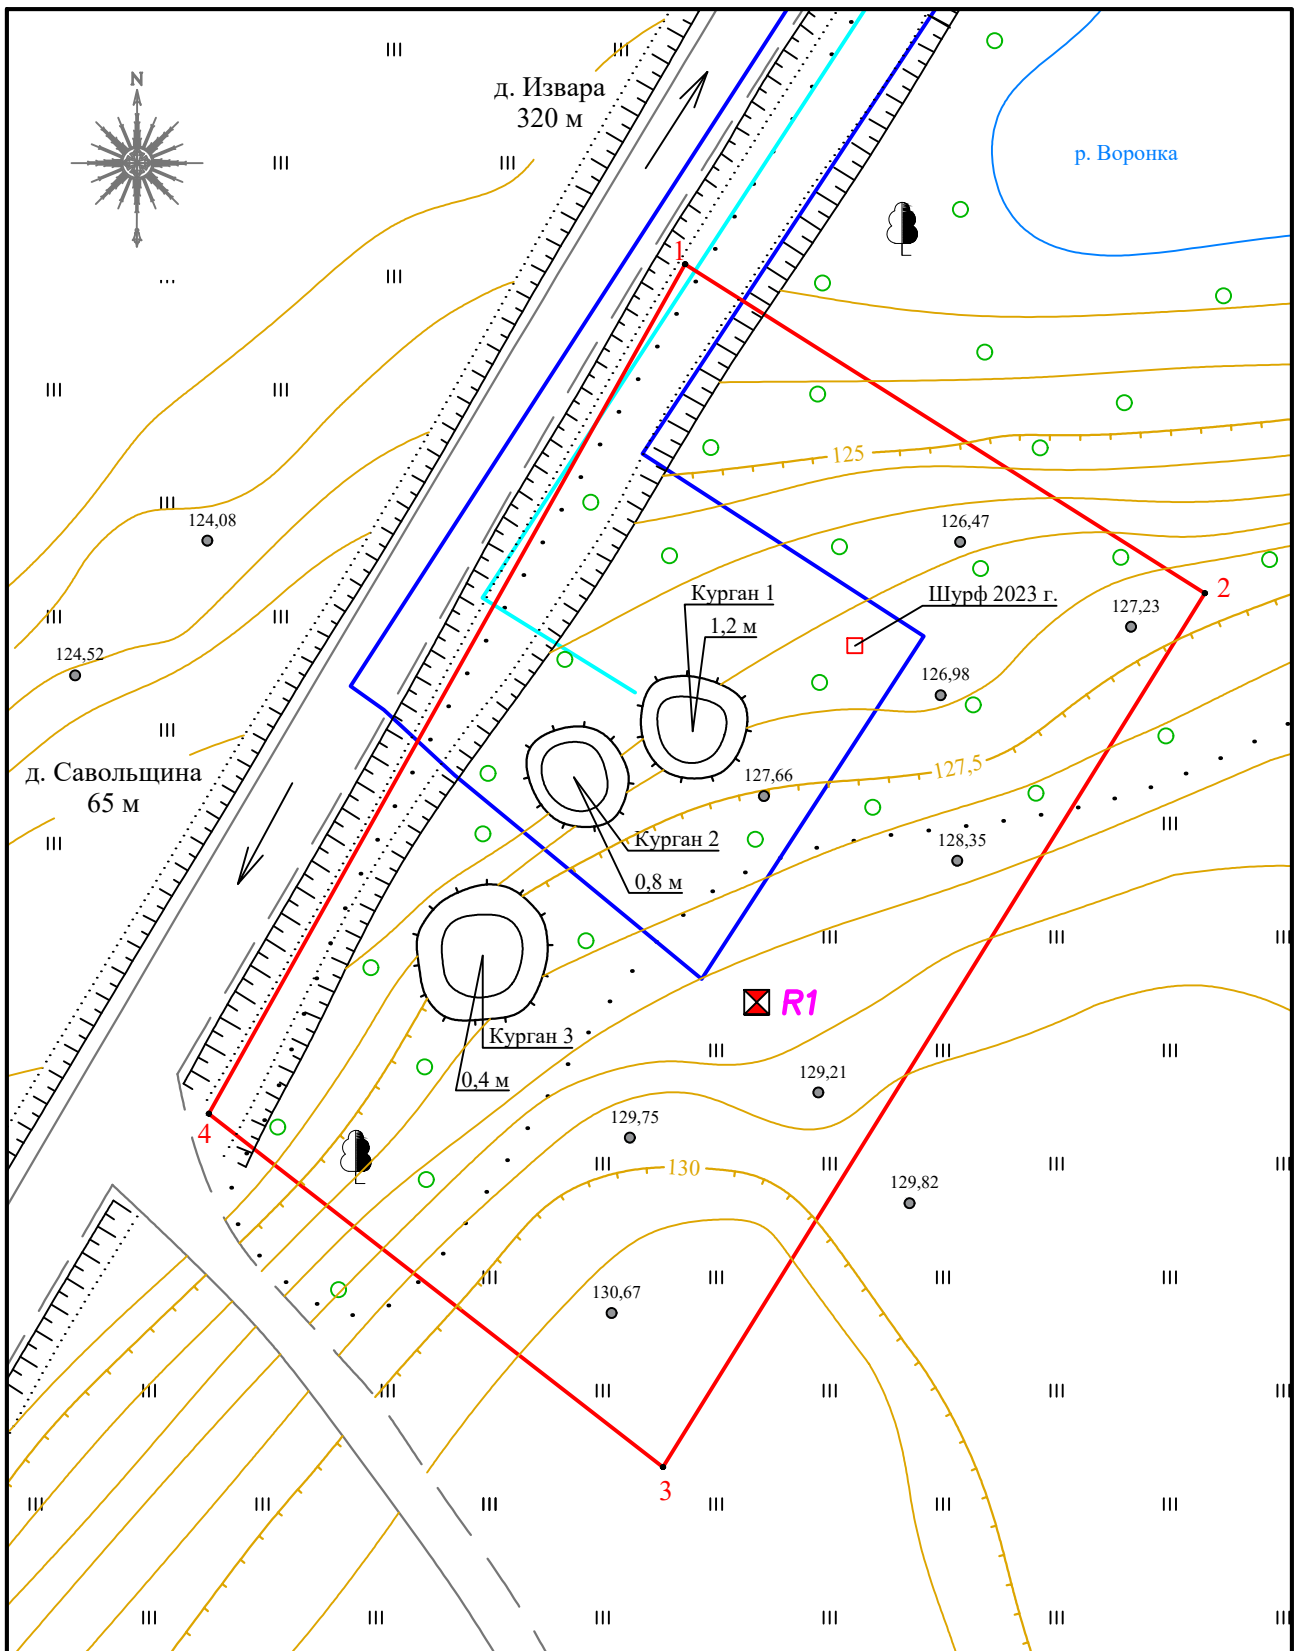 N
д. Извара
320 м
р. Воронка
1
125
124,08
126,47
2
Курган 1
Шурф 2023 г.
1,2 м
127,23
124,52
126,98
д. Савольщина
65 м
127,5
127,66
Курган 2
128,35
0,8 м
R1
Курган 3
0,4 м
129,21
4
129,75
130
129,82
130,67
3